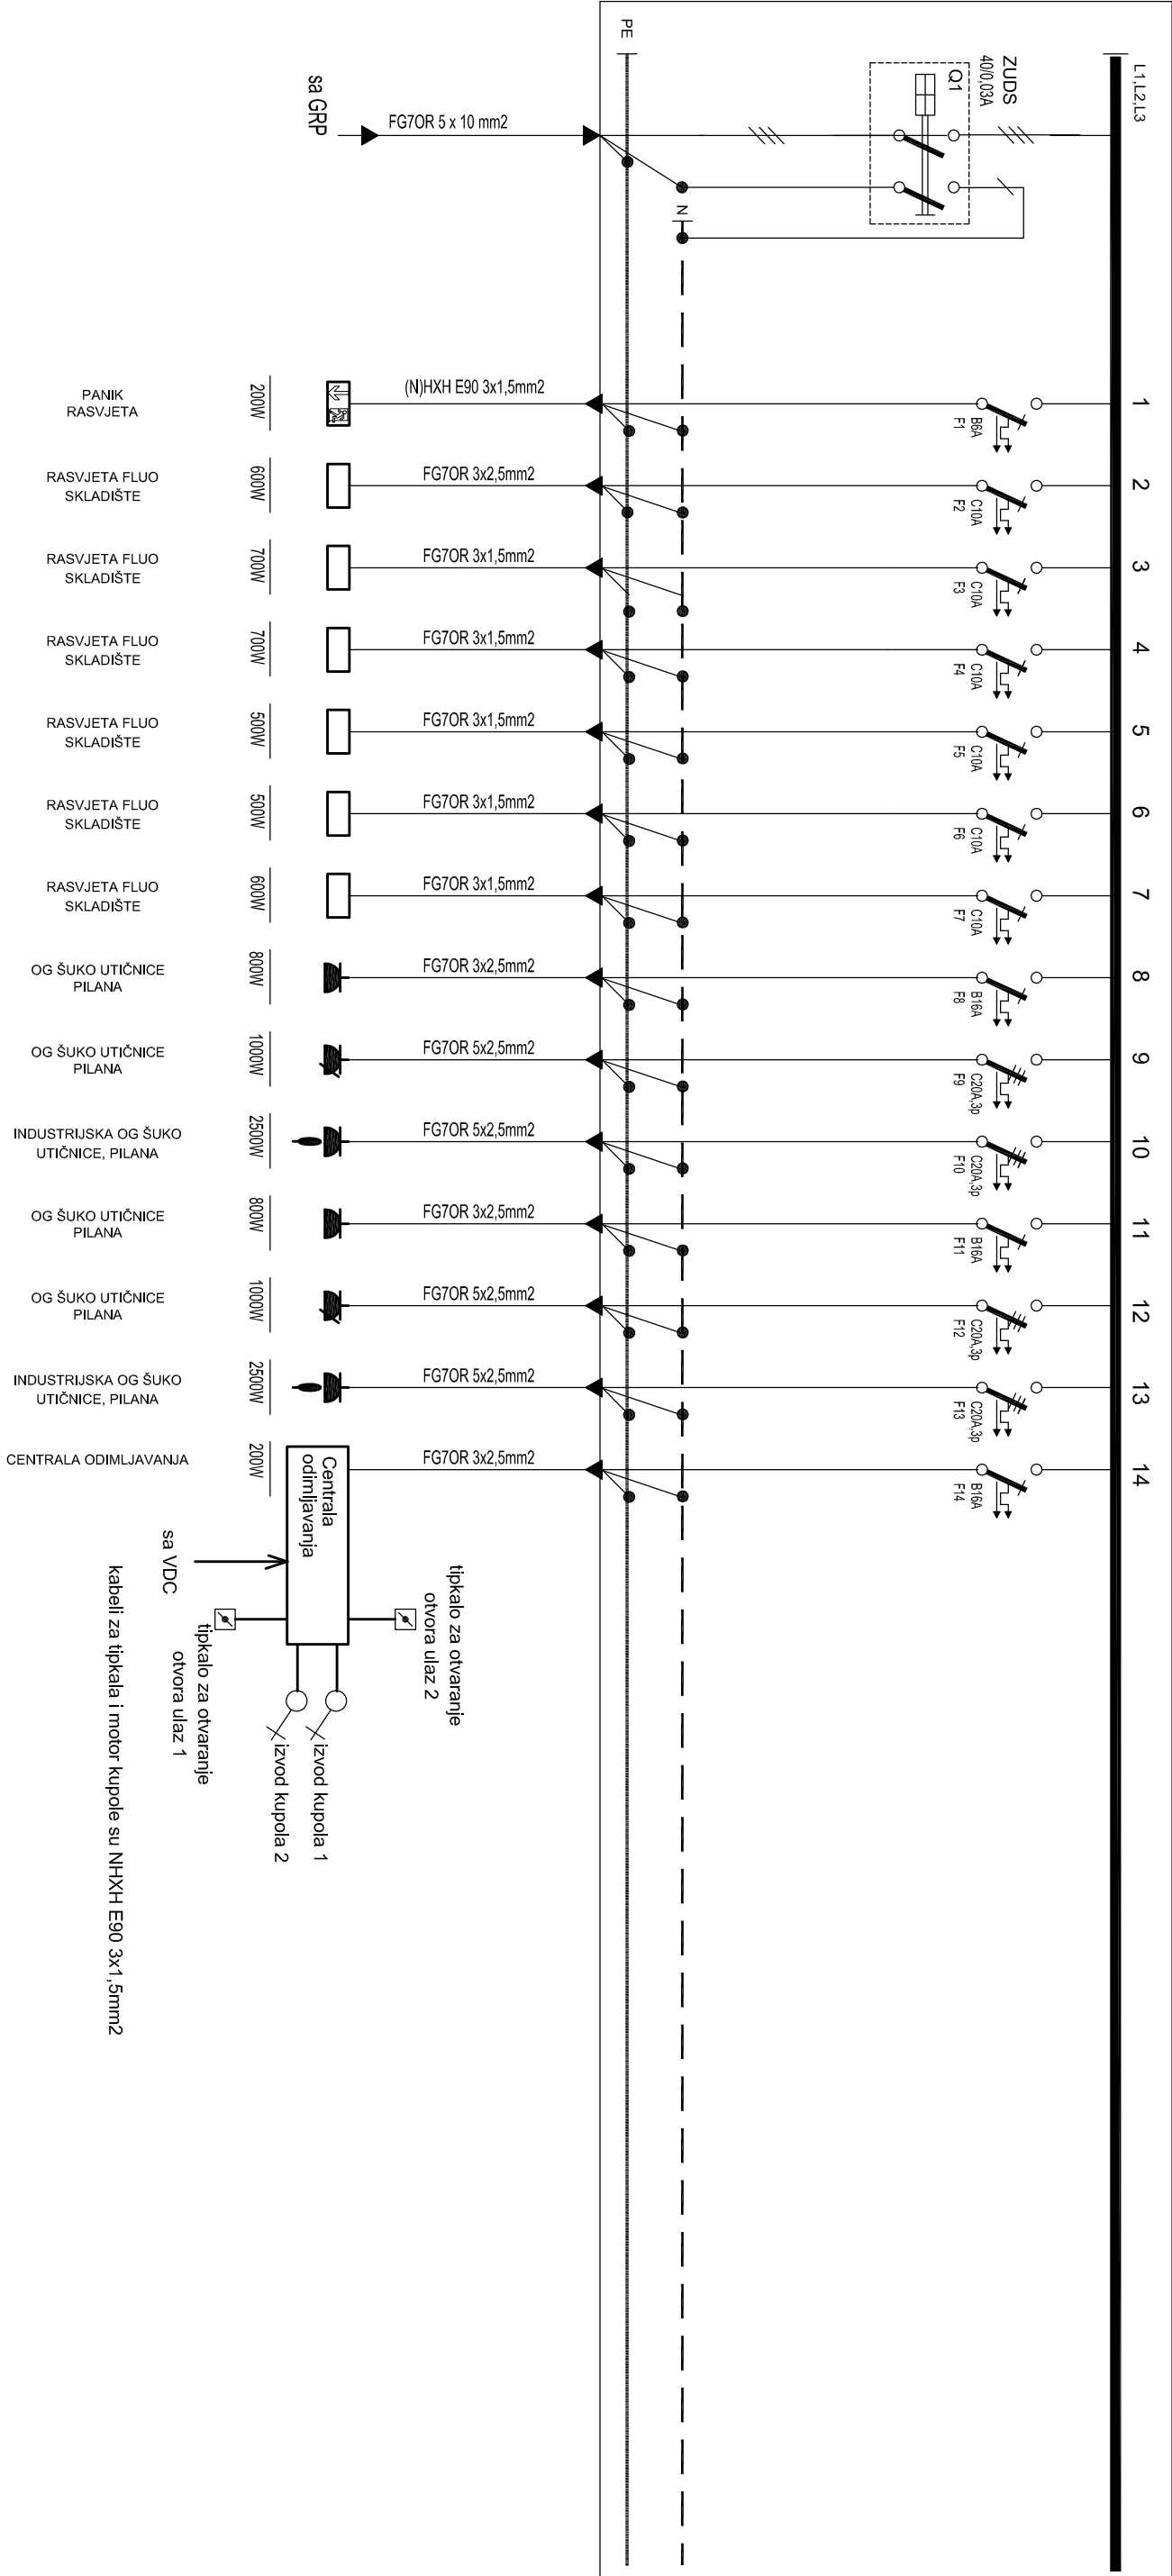 L1,L2,L3
PE
ZUDS
40/0,03A
Q1
N
FG7OR 5 x 10 mm2
sa GRP
1
B6A
F1
(N)HXH E90 3x1,5mm2
200W
PANIK
RASVJETA
2
C10A
F2
FG7OR 3x2,5mm2
600W
RASVJETA FLUO
SKLADIŠTE
3
C10A
F3
FG7OR 3x1,5mm2
700W
RASVJETA FLUO
SKLADIŠTE
4
C10A
F4
FG7OR 3x1,5mm2
700W
RASVJETA FLUO
SKLADIŠTE
5
C10A
F5
FG7OR 3x1,5mm2
500W
RASVJETA FLUO
SKLADIŠTE
6
C10A
F6
FG7OR 3x1,5mm2
500W
RASVJETA FLUO
SKLADIŠTE
7
C10A
F7
FG7OR 3x1,5mm2
600W
RASVJETA FLUO
SKLADIŠTE
8
B16A
F8
FG7OR 3x2,5mm2
800W
OG ŠUKO UTIČNICE
PILANA
9
C20A,3p
F9
FG7OR 5x2,5mm2
1000W
OG ŠUKO UTIČNICE
PILANA
10
C20A,3p
F10
FG7OR 5x2,5mm2
2500W
INDUSTRIJSKA OG ŠUKO
UTIČNICE, PILANA
11
B16A
F11
FG7OR 3x2,5mm2
800W
OG ŠUKO UTIČNICE
PILANA
12
C20A,3p
F12
FG7OR 5x2,5mm2
1000W
OG ŠUKO UTIČNICE
PILANA
13
C20A,3p
F13
FG7OR 5x2,5mm2
2500W
INDUSTRIJSKA OG ŠUKO
UTIČNICE, PILANA
14
B16A
F14
FG7OR 3x2,5mm2
200W
CENTRALA ODIMLJAVANJA
Centrala
odimljavanja
sa VDC
tipkalo za otvaranje
otvora ulaz 2
tipkalo za otvaranje
otvora ulaz 1
izvod kupola 1
izvod kupola 2
kabeli za tipkala i motor kupole su NHXH E90 3x1,5mm2